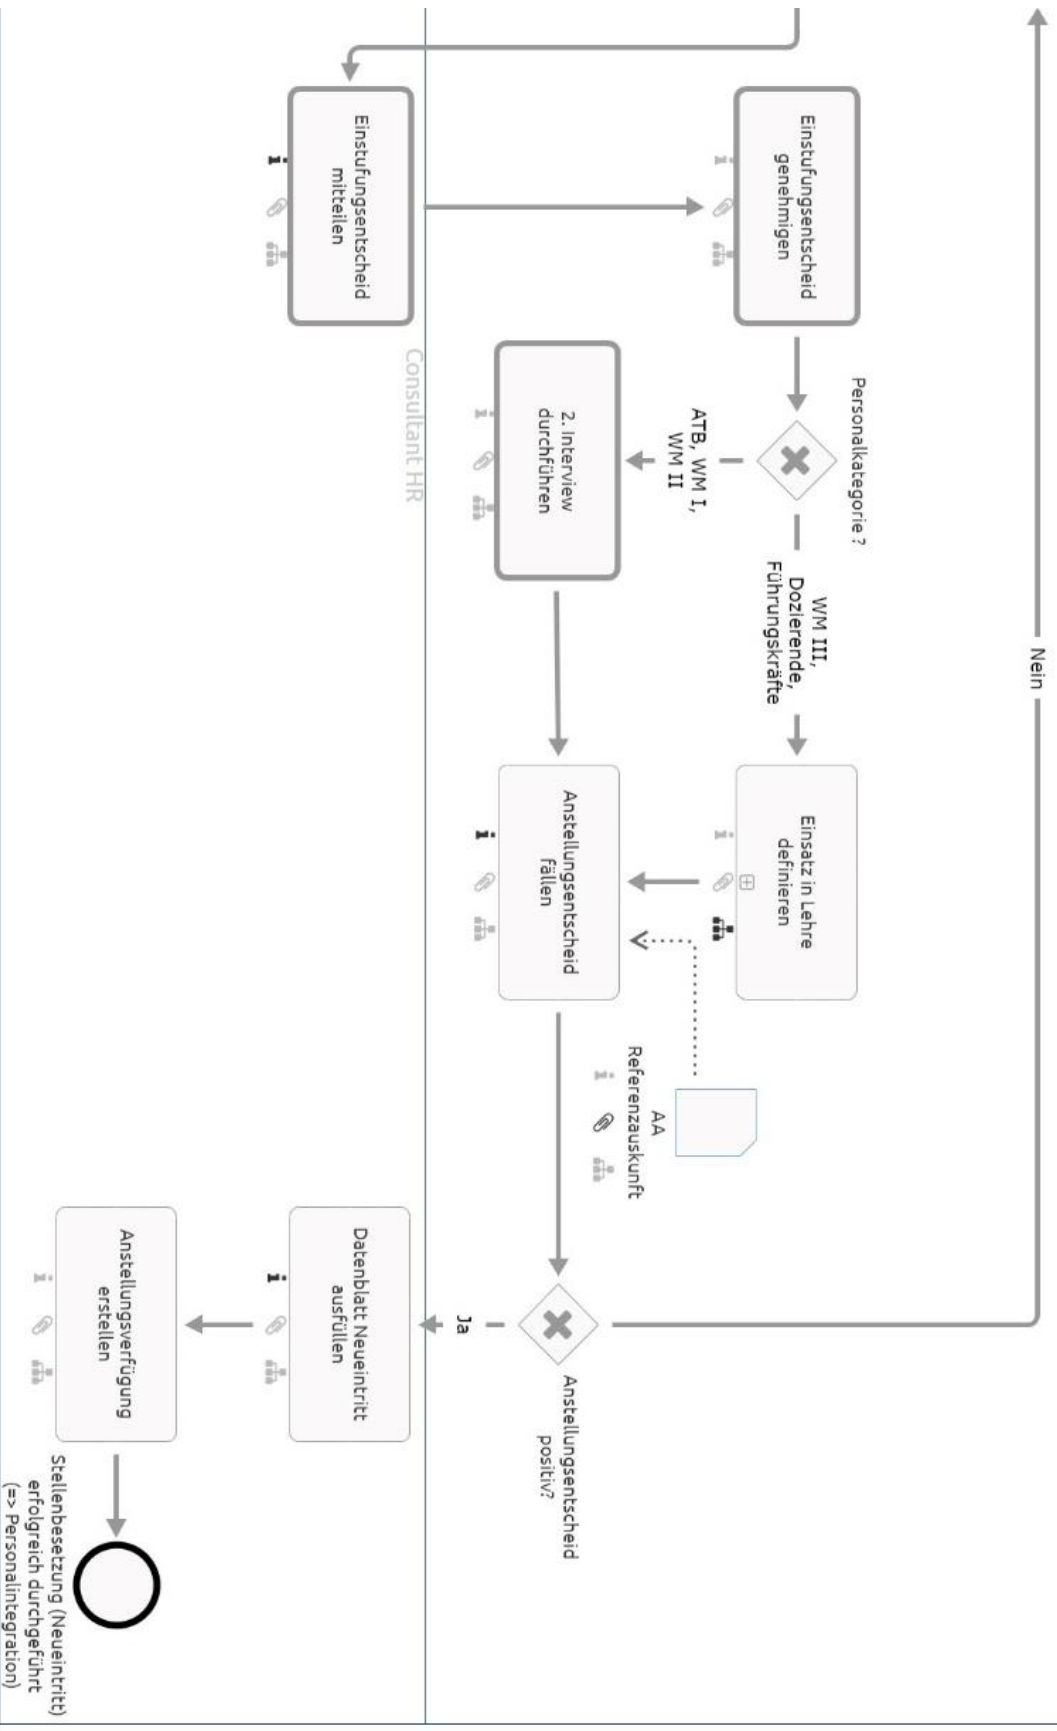 Nein
Einstufungsentscheid
genehmigen
Personalkategorie ?
WM III,
Dozierende,
Führungskräfte
Einsatz in Lehre
definieren
ATB, WM I,
WM II
2. Interview
durchführen
Anstellungsentscheid
fällen
AA
Referenzauskunft
Anstellungsentscheid
positiv?
Ja
Consultant HR
Einstufungsentscheid
mitteilen
Datenblatt Neueintritt
ausfüllen
Anstellungsverfügung
erstellen
Stellenbesetzung (Neueintritt)
erfolgreich durchgeführt
(=> Personalintegration)